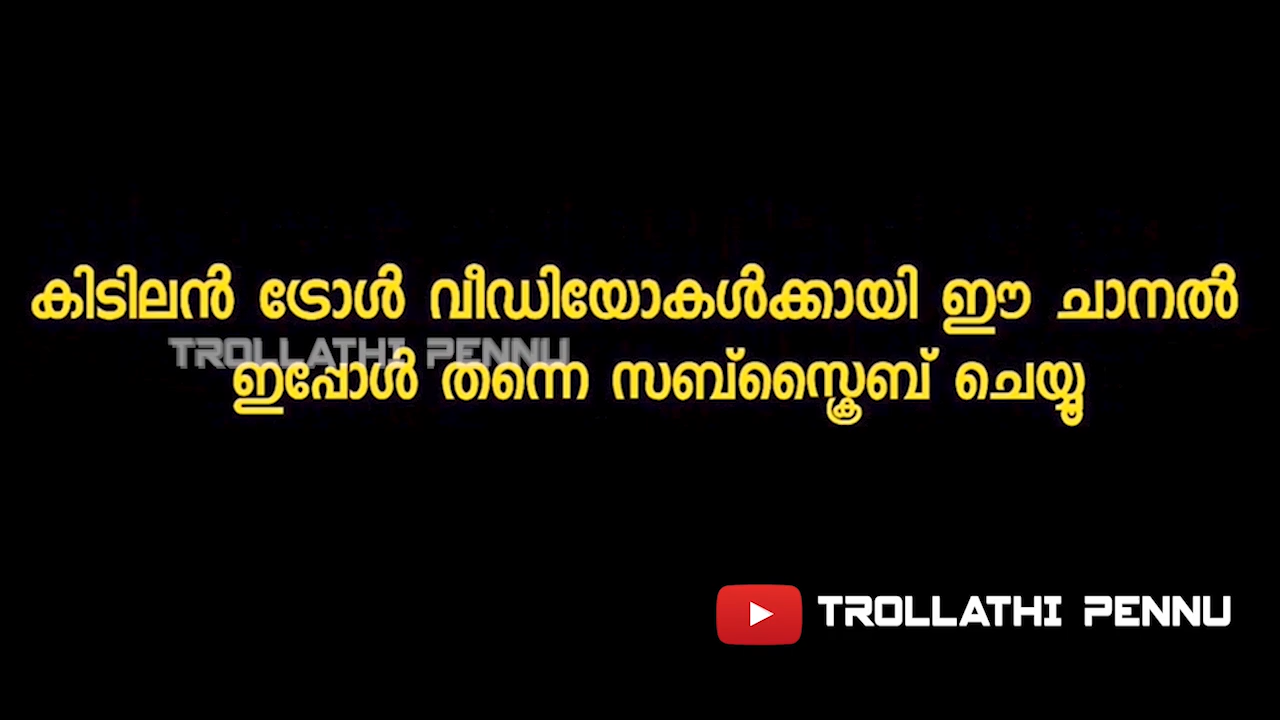 കിടിലൻ ട്രോൾ വീഡിയോകൾക്കായി ഈ ചാനൽ
TROLLATHI PENNU
ഇപ്പോൾ തന്നെ സബ്സ്ക്രൈബ് ചെയ്യൂ
TROLLATHI PENNU